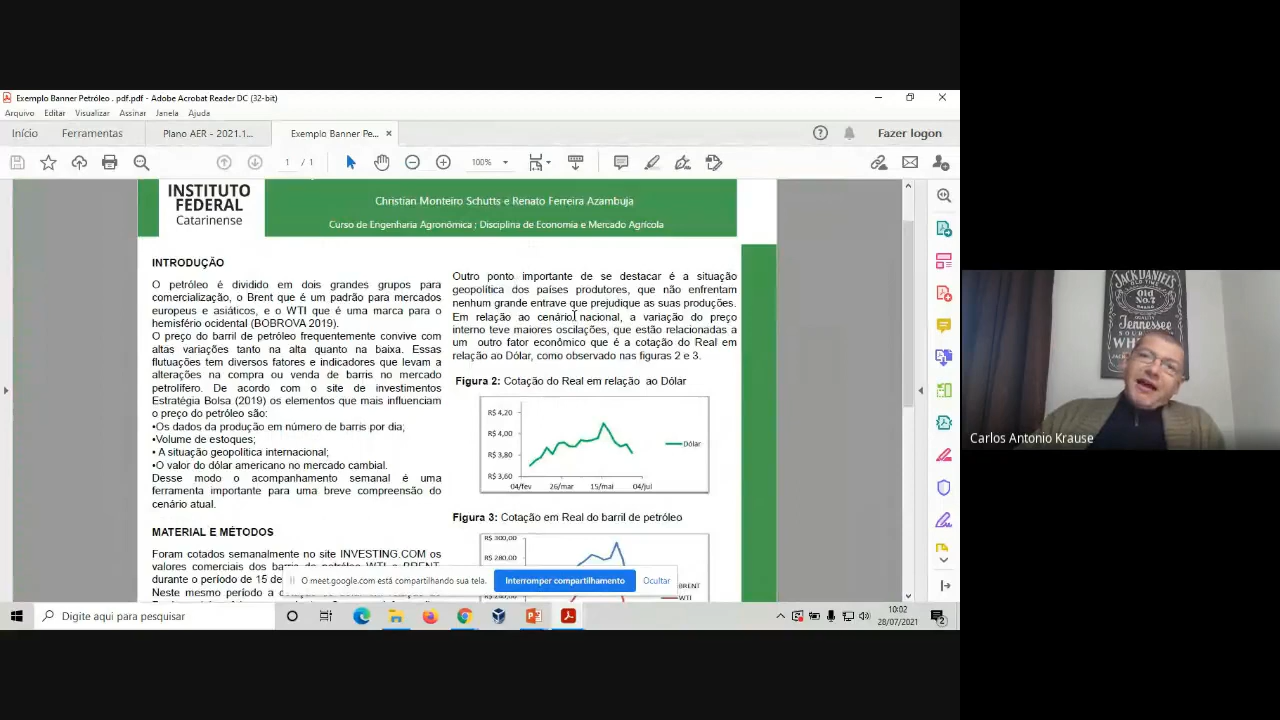 Exemplo Banner Petróleo . pdf.pdf - Adobe Acrobat Reader DC (32-bit)
Arquivo Editar Visualizar Assinar Janela Ajuda
Início Ferramentas Plano AER - 2021.1... Exemplo Banner Pe... × Fazer logon
1 / 1 100%
INSTITUTO
FEDERAL
Catarinense
Christian Monteiro Schutts e Renato Ferreira Azambuja
Curso de Engenharia Agronômica ; Disciplina de Economia e Mercado Agrícola
INTRODUÇÃO
O petróleo é dividido em dois grandes grupos para
comercialização, o Brent que é um padrão para mercados
europeus e asiáticos, e o WTI que é uma marca para o
hemisfério ocidental (BOBROVA 2019).
O preço do barril de petróleo frequentemente convive com
altas variações tanto na alta quanto na baixa. Essas
flutuações tem diversos fatores e indicadores que levam a
alterações na compra ou venda de barris no mercado
petrolífero. De acordo com o site de investimentos
Estratégia Bolsa (2019) os elementos que mais influenciam
o preço do petróleo são:
•Os dados da produção em número de barris por dia;
•Volume de estoques;
• A situação geopolítica internacional;
•O valor do dólar americano no mercado cambial.
Desse modo o acompanhamento semanal é uma
ferramenta importante para uma breve compreensão do
cenário atual.
MATERIAL E MÉTODOS
Foram cotados semanalmente no site INVESTING.COM os
valores comerciais dos
durante o período de 15 de
Neste mesmo período a
Outro ponto importante de se destacar é a situação
geopolítica dos países produtores, que não enfrentam
nenhum grande entrave que prejudique as suas produções.
Em relação ao cenário nacional, a variação do preço
interno teve maiores oscilações, que estão relacionadas a
um outro fator econômico que é a cotação do Real em
relação ao Dólar, como observado nas figuras 2 e 3.
Figura 2: Cotação do Real em relação ao Dólar
R$ 4,20
R$ 4,00
R$ 3,80
R$ 3,60
04/fev 26/mar 15/mai 04/jul
Dólar
Figura 3: Cotação em Real do barril de petróleo
R$ 300,00
R$ 280,00
BRENT
WTI
O meet.google.com está compartilhando sua tela. Interromper compartilhamento Ocultar
Digite aqui para pesquisar
10:02
28/07/2021
2
JACK DANIEL'S
Old
No.7
Tennessee
Carlos Antonio Krause